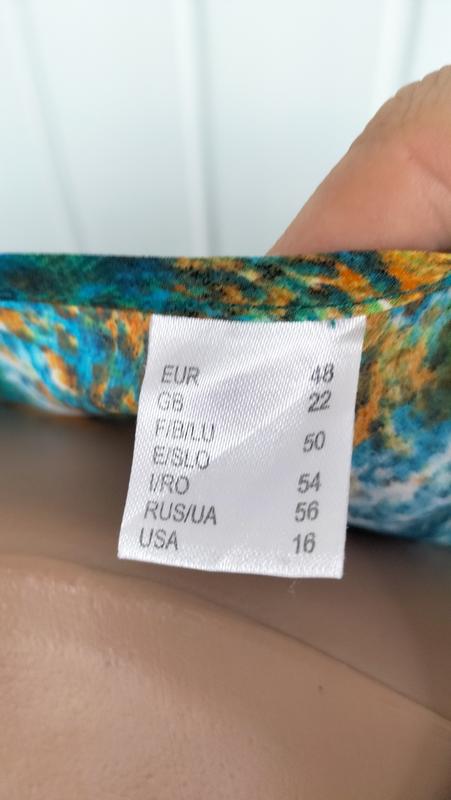 EUR 48
GB 22
F/B/LU
E/SLO 50
I/RO 54
RUS/UA 56
USA 16